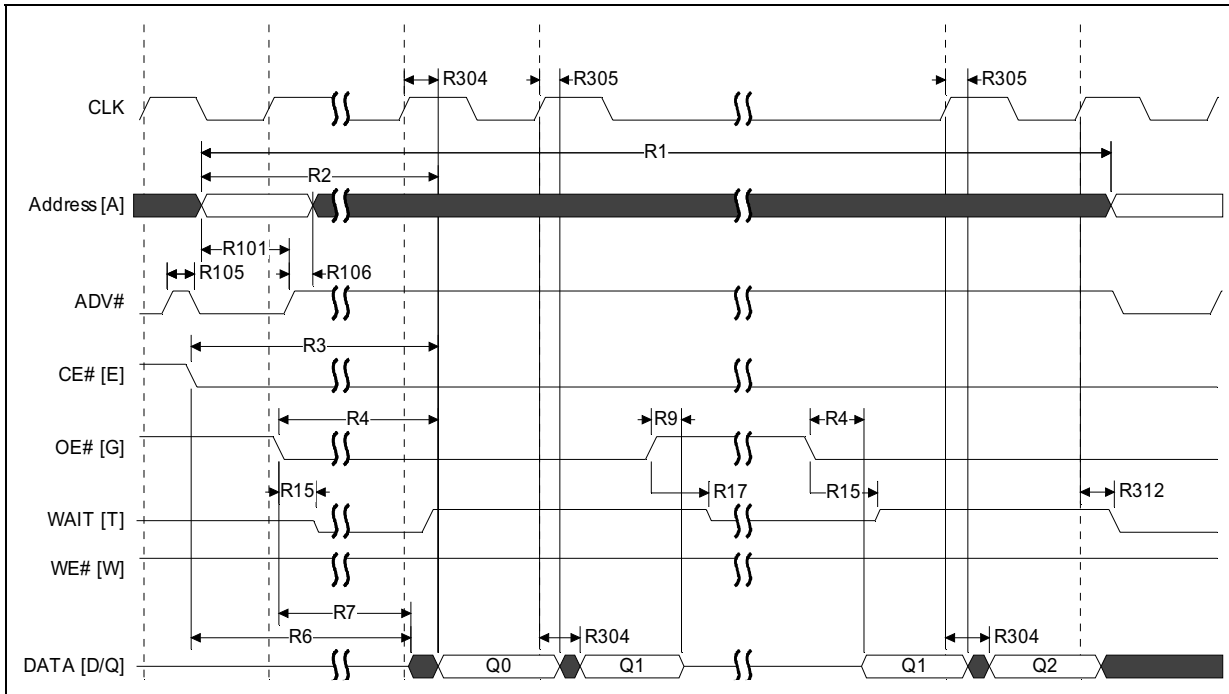 R304 R305 R305
CLK
R1
R2
Address [A]
R101
R105 R106
ADV#
R3
CE# [E]
R4 R9 R4
OE# [G]
R15 R17 R15 R312
WAIT [T]
WE# [W]
R7
R6 R304 R304
DATA [D/Q] Q0 Q1 Q1 Q2